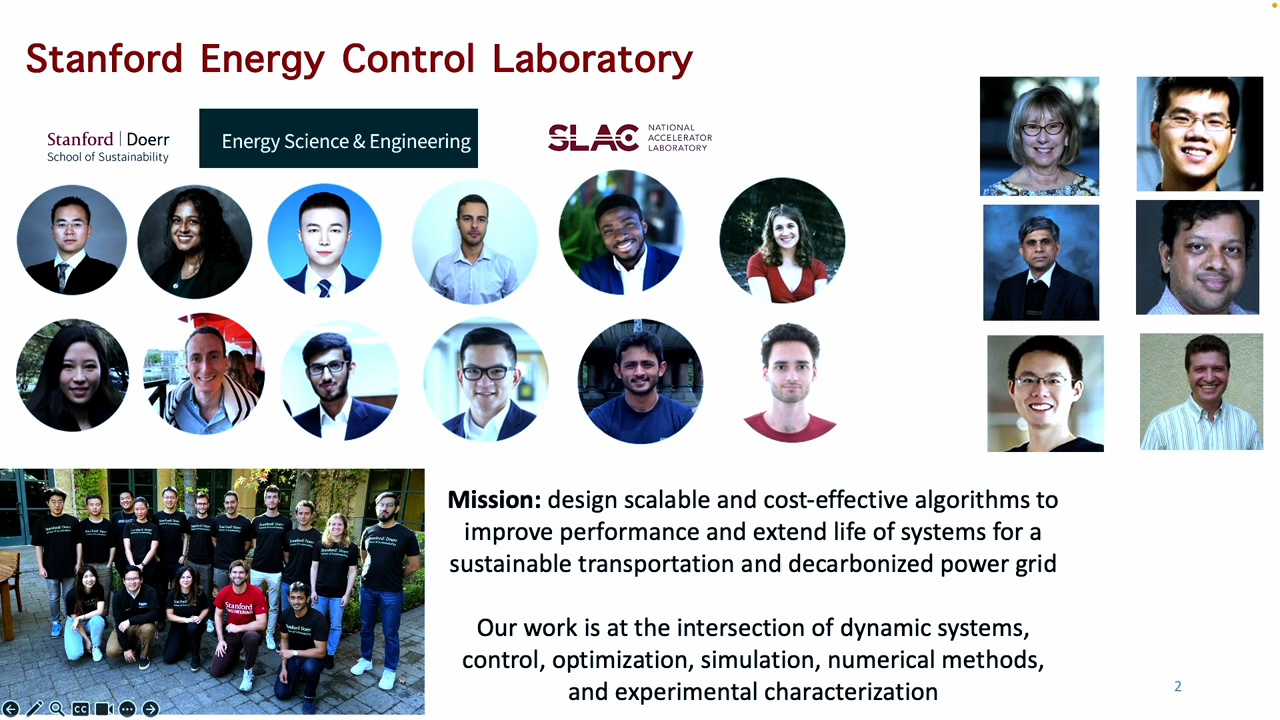 Stanford Energy Control Laboratory
Stanford | Doerr
School of Sustainability
Energy Science & Engineering
SLAC NATIONAL
ACCELERATOR
LABORATORY
Mission: design scalable and cost-effective algorithms to
improve performance and extend life of systems for a
sustainable transportation and decarbonized power grid
Our work is at the intersection of dynamic systems,
control, optimization, simulation, numerical methods,
and experimental characterization
Stanford
2
CC